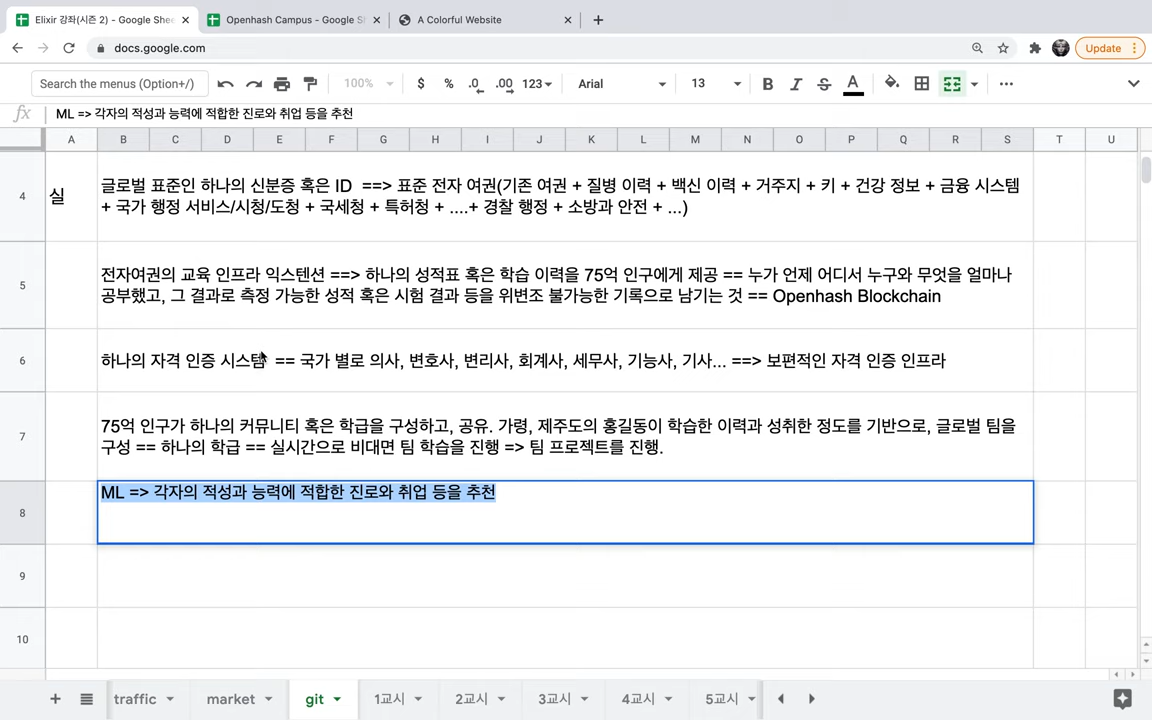 Elixir 강좌(시즌 2) - Google Shee
Openhash Campus - Google Sh
A Colorful Website
docs.google.com
Update
Search the menus (Option+/)
100%
$
%
.0
.00
123
Arial
13
B
I
S
A
fx
ML => 각자의 적성과 능력에 적합한 진로와 취업 등을 추천
A B C D E F G H I J K L M N O P Q R S T U
4
실
글로벌 표준인 하나의 신분증 혹은 ID ==> 표준 전자 여권(기존 여권 + 질병 이력 + 백신 이력 + 거주지 + 키 + 건강 정보 + 금융 시스템
+ 국가 행정 서비스/시청/도청 + 국세청 + 특허청 + ....+ 경찰 행정 + 소방과 안전 + ...)
5
전자여권의 교육 인프라 익스텐션 ==> 하나의 성적표 혹은 학습 이력을 75억 인구에게 제공 == 누가 언제 어디서 누구와 무엇을 얼마나
공부했고, 그 결과로 측정 가능한 성적 혹은 시험 결과 등을 위변조 불가능한 기록으로 남기는 것 == Openhash Blockchain
6
하나의 자격 인증 시스템 == 국가 별로 의사, 변호사, 변리사, 회계사, 세무사, 기능사, 기사... ==> 보편적인 자격 인증 인프라
7
75억 인구가 하나의 커뮤니티 혹은 학급을 구성하고, 공유. 가령, 제주도의 홍길동이 학습한 이력과 성취한 정도를 기반으로, 글로벌 팀을
구성 == 하나의 학급 == 실시간으로 비대면 팀 학습을 진행 => 팀 프로젝트를 진행.
8
ML => 각자의 적성과 능력에 적합한 진로와 취업 등을 추천
9
10
traffic
market
git
1교시
2교시
3교시
4교시
5교시